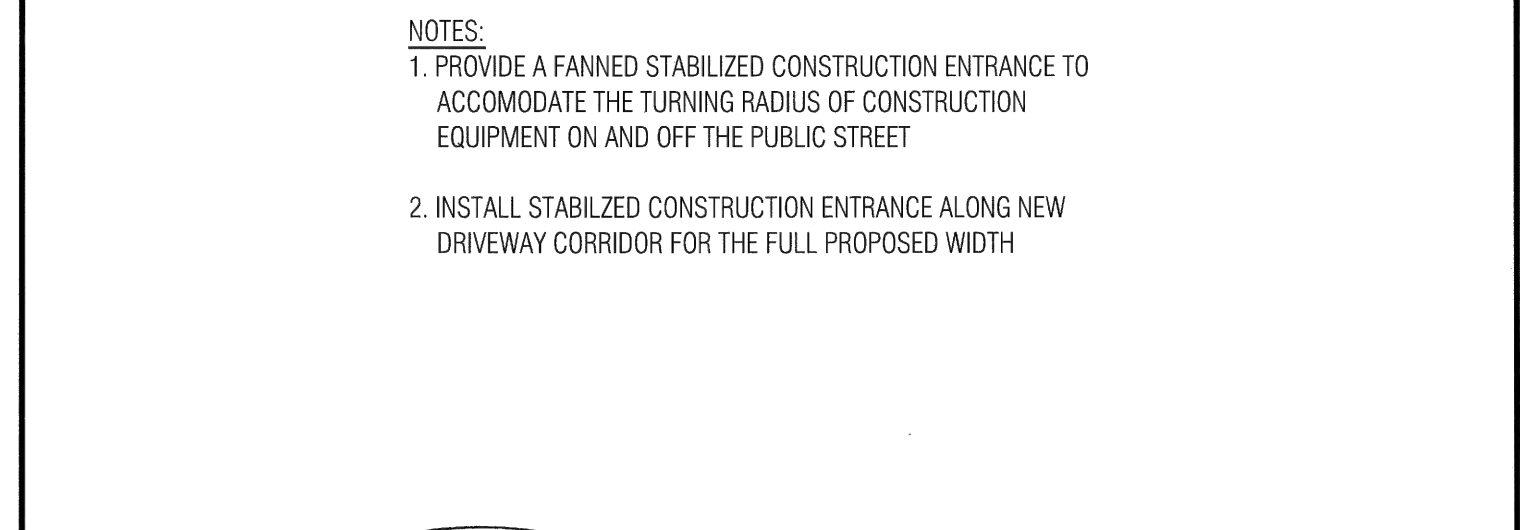 NOTES:
1. PROVIDE A FANNED STABILIZED CONSTRUCTION ENTRANCE TO
ACCOMODATE THE TURNING RADIUS OF CONSTRUCTION
EQUIPMENT ON AND OFF THE PUBLIC STREET
2. INSTALL STABILZED CONSTRUCTION ENTRANCE ALONG NEW
DRIVEWAY CORRIDOR FOR THE FULL PROPOSED WIDTH